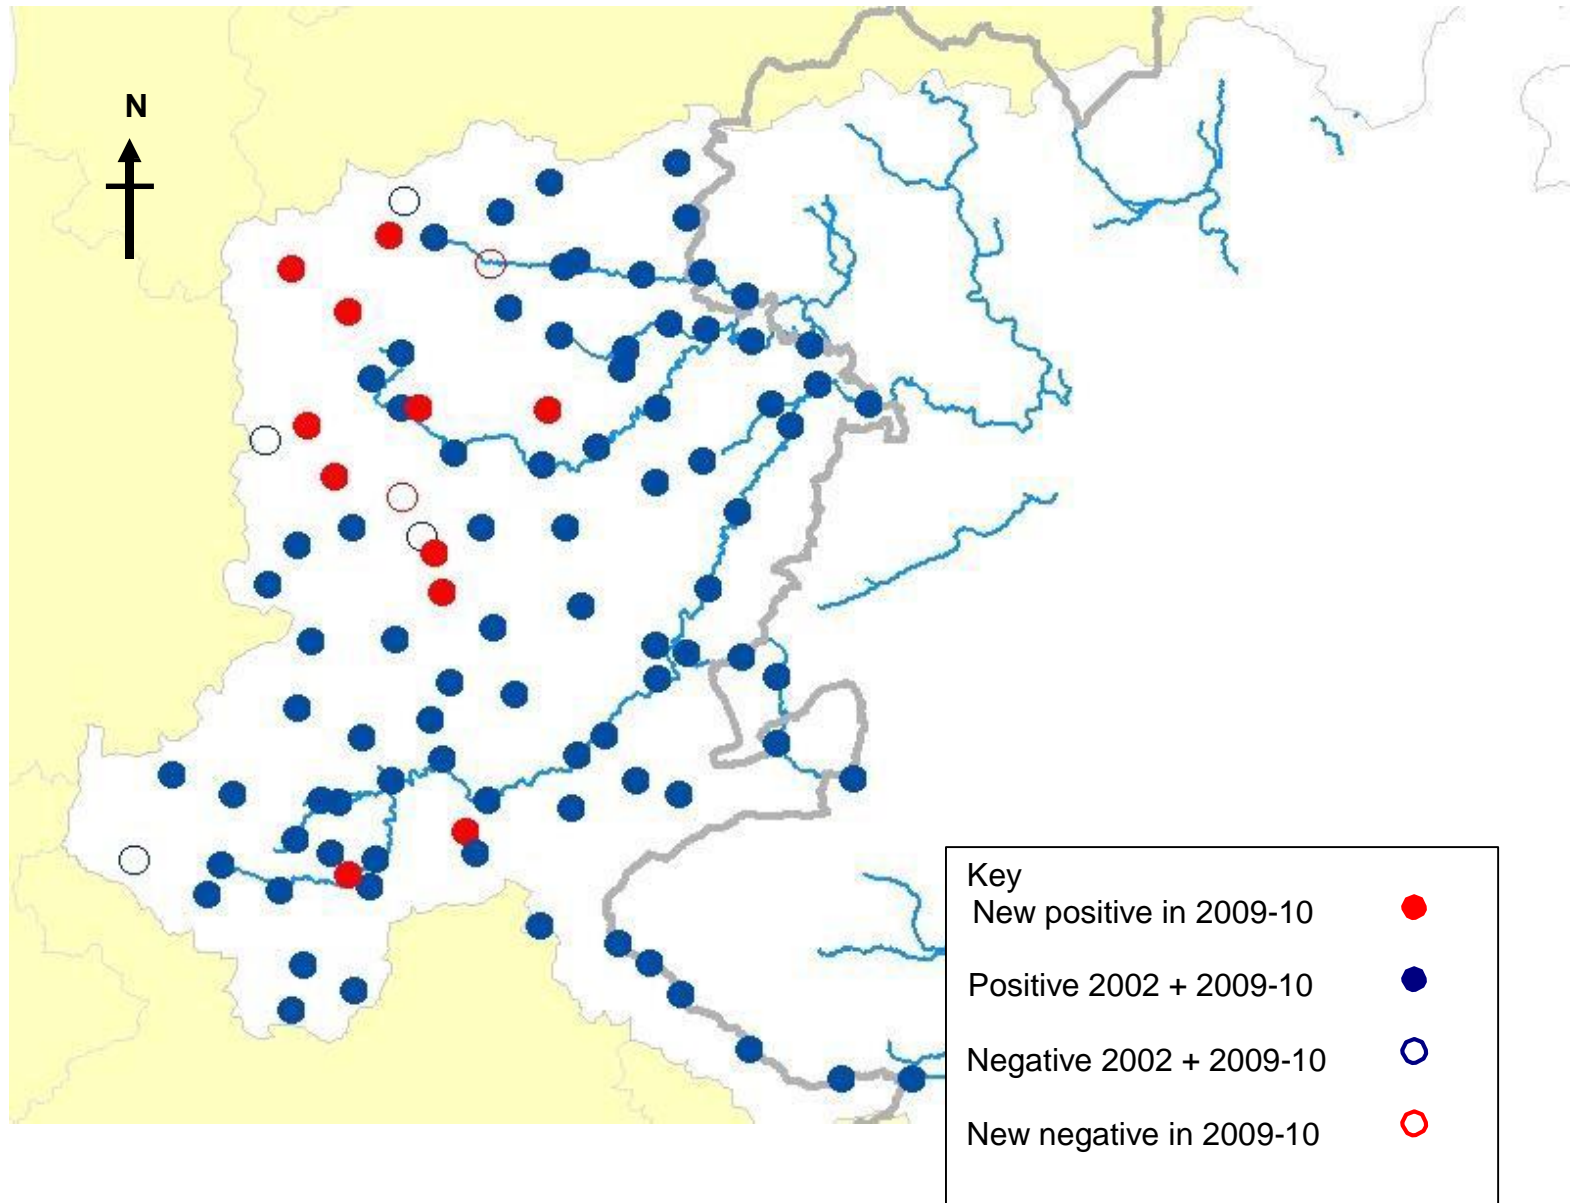 N
Key
New positive in 2009-10
Positive 2002 + 2009-10
Negative 2002 + 2009-10
New negative in 2009-10